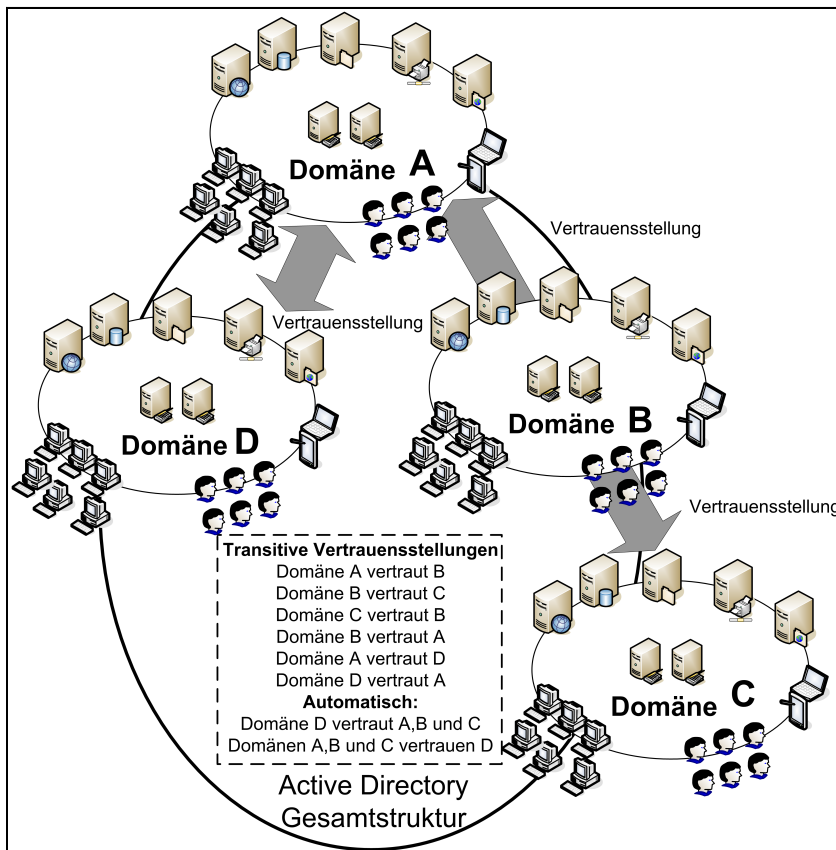 Domäne A
Vertrauensstellung
Vertrauensstellung
Domäne D
Domäne B
Vertrauensstellung
Transitive Vertrauensstellungen
Domäne A vertraut B
Domäne B vertraut C
Domäne C vertraut B
Domäne B vertraut A
Domäne A vertraut D
Domäne D vertraut A
Automatisch:
Domäne D vertraut A,B und C
Domänen A,B und C vertrauen D
Domäne C
Active Directory
Gesamtstruktur